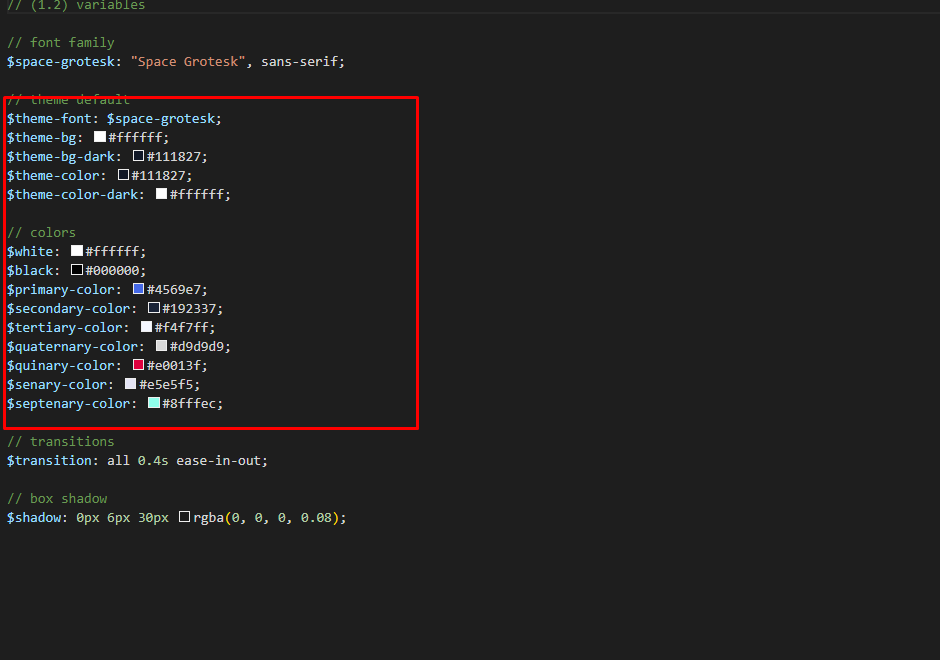 // (1.2) variables
// font family
$space-grotesk: "Space Grotesk", sans-serif;
// theme default
$theme-font: $space-grotesk;
$theme-bg: #ffffff;
$theme-bg-dark: #111827;
$theme-color: #111827;
$theme-color-dark: #ffffff;
// colors
$white: #ffffff;
$black: #000000;
$primary-color: #4569e7;
$secondary-color: #192337;
$tertiary-color: #f4f7ff;
$quaternary-color: #d9d9d9;
$quinary-color: #e0013f;
$senary-color: #e5e5f5;
$septenary-color: #8fffec;
// transitions
$transition: all 0.4s ease-in-out;
// box shadow
$shadow: 0px 6px 30px rgba(0, 0, 0, 0.08);